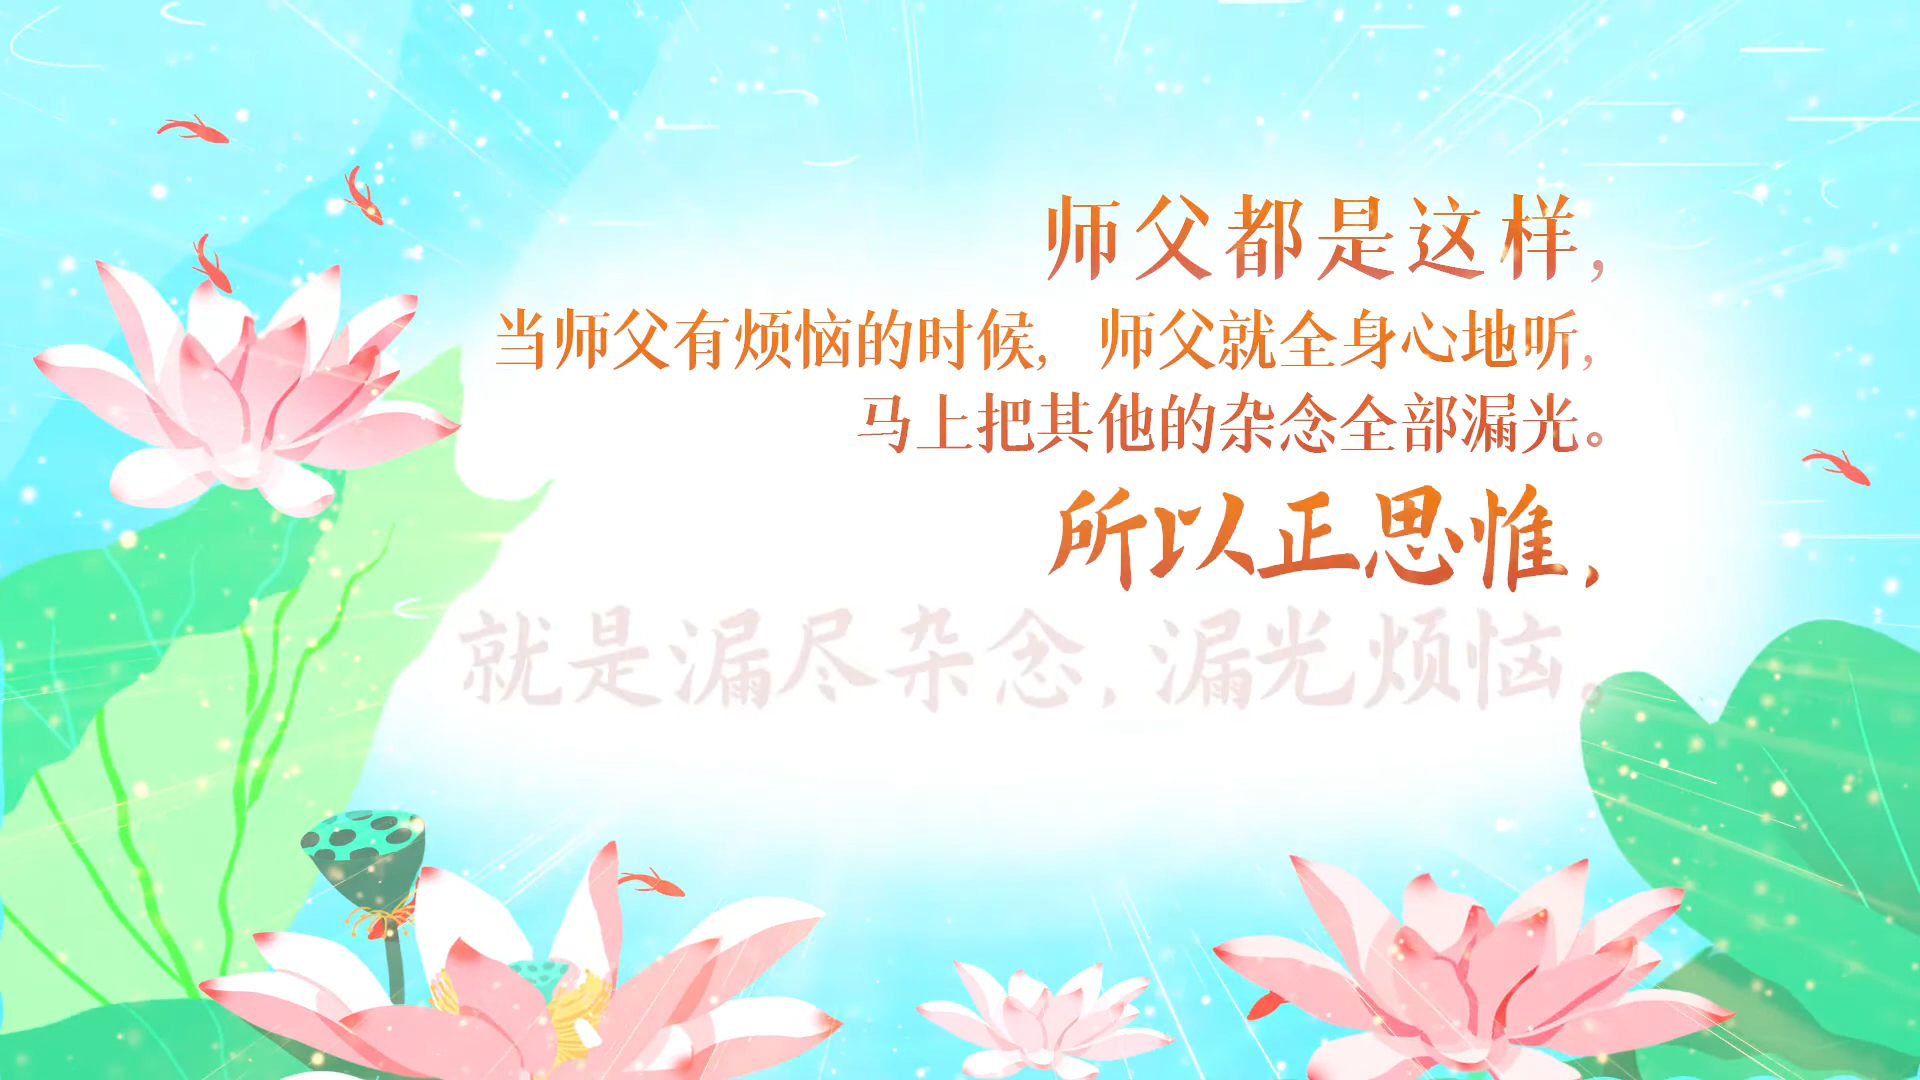 师父都是这样，
当师父有烦恼的时候，师父就全身心地听，
马上把其他的杂念全部漏光。
所以正思惟，
就是漏尽杂念，漏光烦恼。